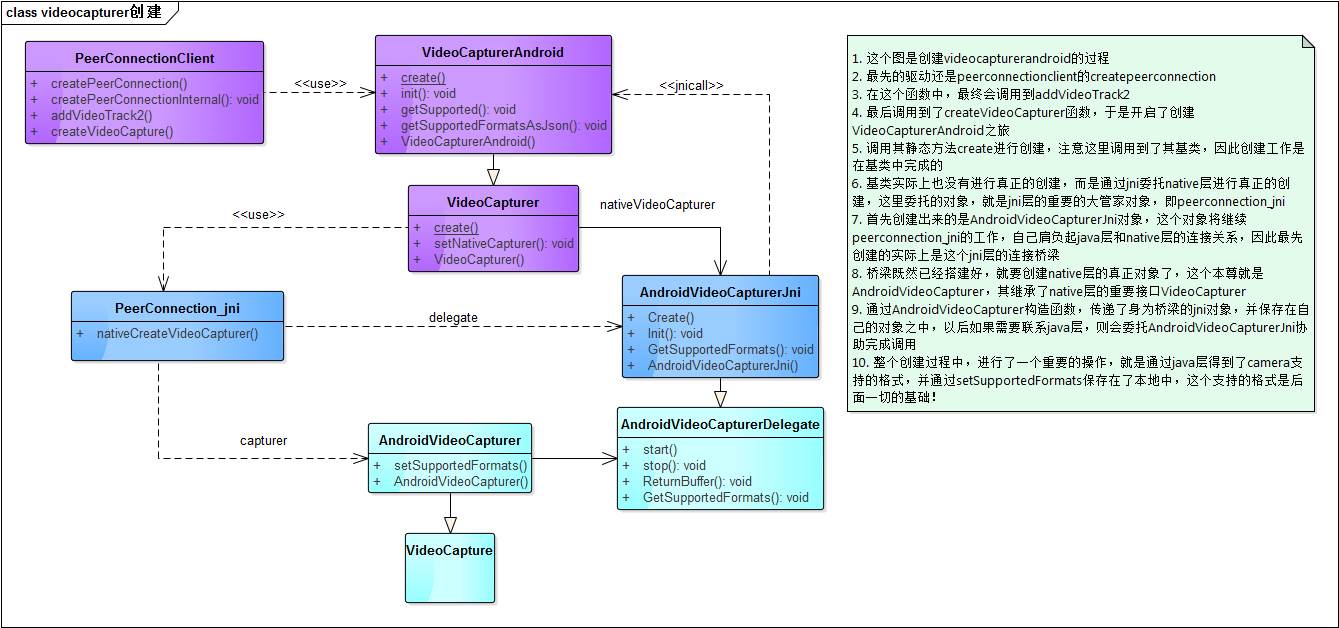 class videocapturer创建
PeerConnectionClient
+ createPeerConnection()
+ createPeerConnectionInternal(): void
+ addVideoTrack2()
+ createVideoCapture()
<<use>>
VideoCapturerAndroid
+ create()
+ init(): void
+ getSupported(): void
+ getSupportedFormatsAsJson(): void
+ VideoCapturerAndroid()
<<jnicall>>
VideoCapturer
+ create()
+ setNativeCapturer(): void
+ VideoCapturer()
<<use>>
nativeVideoCapturer
PeerConnection_jni
+ nativeCreateVideoCapturer()
delegate
AndroidVideoCapturerJni
+ Create()
+ Init(): void
+ GetSupportedFormats(): void
+ AndroidVideoCapturerJni()
capturer
AndroidVideoCapturer
+ setSupportedFormats()
+ AndroidVideoCapturer()
AndroidVideoCapturerDelegate
+ start()
+ stop(): void
+ ReturnBuffer(): void
+ GetSupportedFormats(): void
VideoCapture
1. 这个图是创建videocapturerandroid的过程
2. 最先的驱动还是peerconnectionclient的createpeerconnection
3. 在这个函数中，最终会调用到addVideoTrack2
4. 最后调用到了createVideoCapturer函数，于是开启了创建
VideoCapturerAndroid之旅
5. 调用其静态方法create进行创建，注意这里调用到了其基类，因此创建工作是
在基类中完成的
6. 基类实际上也没有进行真正的创建，而是通过jni委托native层进行真正的创
建，这里委托的对象，就是jni层的重要的大管家对象，即peerconnection_jni
7. 首先创建出来的是AndroidVideoCapturerJni对象，这个对象将继续
peerconnection_jni的工作，自己肩负起java层和native层的连接关系，因此最先
创建的实际上是这个jni层的连接桥梁
8. 桥梁既然已经搭建好，就要创建native层的真正对象了，这个本尊就是
AndroidVideoCapturer，其继承了native层的重要接口VideoCapturer
9. 通过AndroidVideoCapturer构造函数，传递了身为桥梁的jni对象，并保存在自
己的对象之中，以后如果需要联系java层，则会委托AndroidVideoCapturerJni协
助完成调用
10. 整个创建过程中，进行了一个重要的操作，就是通过java层得到了camera支
持的格式，并通过setSupportedFormats保存在了本地中，这个支持的格式是后
面一切的基础！